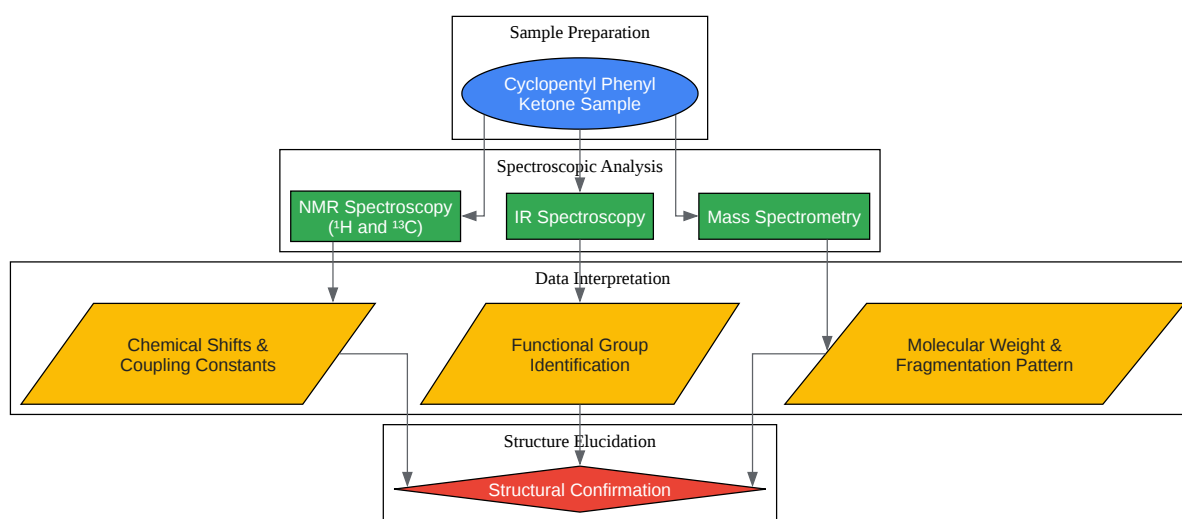 Sample Preparation
Cyclopentyl Phenyl
Ketone Sample
Spectroscopic Analysis
NMR Spectroscopy
(¹H and ¹³C)
IR Spectroscopy
Mass Spectrometry
Data Interpretation
Chemical Shifts &
Coupling Constants
Functional Group
Identification
Molecular Weight &
Fragmentation Pattern
Structure Elucidation
Structural Confirmation